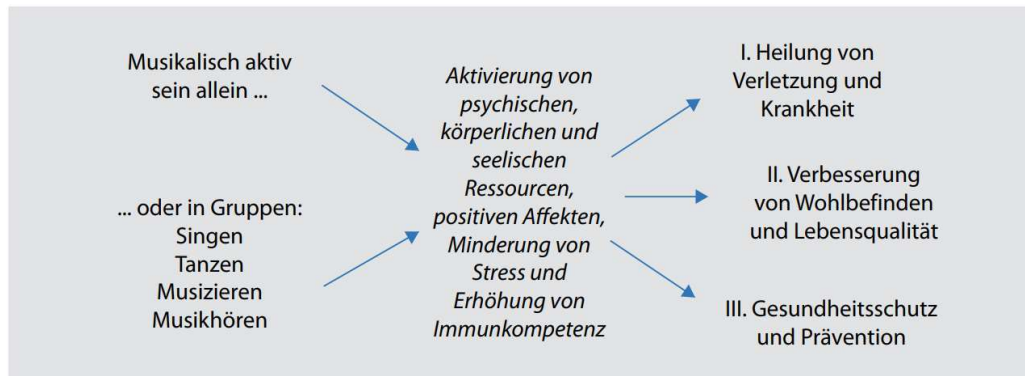 Musikalisch aktiv
sein allein ...
... oder in Gruppen:
Singen
Tanzen
Musizieren
Musikhören
Aktivierung von
psychischen,
körperlichen und
seelischen
Ressourcen,
positiven Affekten,
Minderung von
Stress und
Erhöhung von
Immunkompetenz
I. Heilung von
Verletzung und
Krankheit
II. Verbesserung
von Wohlbefinden
und Lebensqualität
III. Gesundheitsschutz
und Prävention